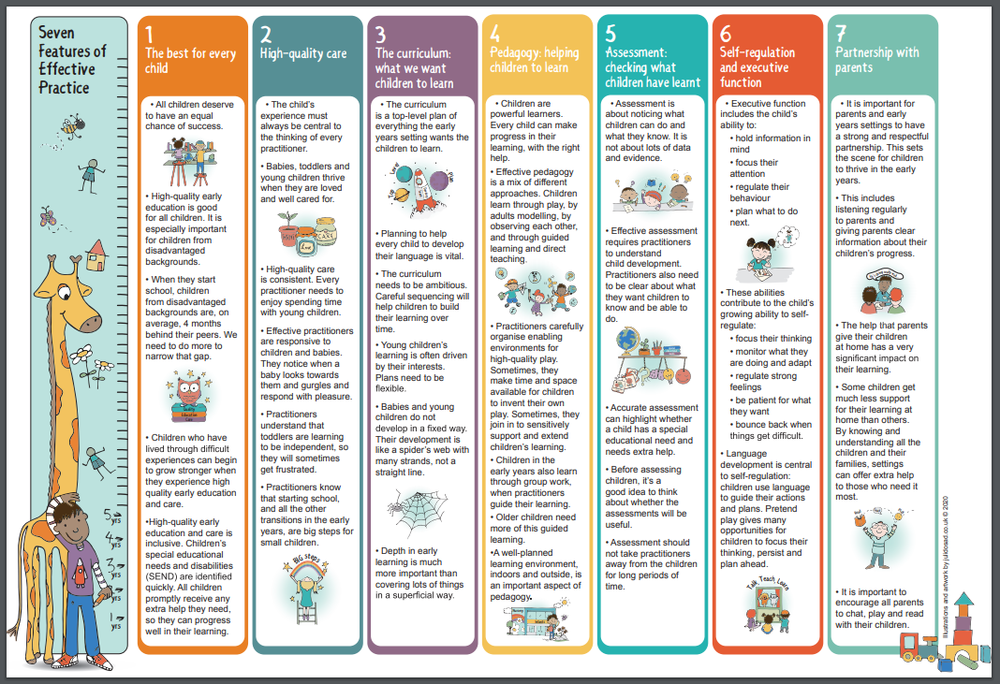 Seven
Features of
Effective
Practice
5
yrs
4
yrs
3
yrs
2
yrs
1
yrs
1
The best for every
child
• All children deserve
to have an equal
chance of success.
• High-quality early
education is good
for all children. It is
especially important
for children from
disadvantaged
backgrounds.
• When they start
school, children
from disadvantaged
backgrounds are, on
average, 4 months
behind their peers. We
need to do more to
narrow that gap.
• Children who have
lived through difficult
experiences can begin
to grow stronger when
they experience high
quality early education
and care.
•High-quality early
education and care is
inclusive. Children's
special educational
needs and disabilities
(SEND) are identified
quickly. All children
promptly receive any
extra help they need,
so they can progress
well in their learning.
2
High-quality care
• The child's
experience must
always be central to
the thinking of every
practitioner.
• Babies, toddlers and
young children thrive
when they are loved
and well cared for.
CARE
Love
• High-quality care
is consistent. Every
practitioner needs to
enjoy spending time
with young children.
• Effective practitioners
are responsive to
children and babies.
They notice when a
baby looks towards
them and gurgles and
respond with pleasure.
• Practitioners
understand that
toddlers are learning
to be independent, so
they will sometimes
get frustrated.
• Practitioners know
that starting school,
and all the other
transitions in the early
years, are big steps for
small children.
BIG steps
3
The curriculum:
what we want
children to learn
• The curriculum
is a top-level plan of
everything the early
years setting wants the
children to learn.
• Planning to help
every child to develop
their language is vital.
• The curriculum
needs to be ambitious.
Careful sequencing will
help children to build
their learning over
time.
• Young children's
learning is often driven
by their interests.
Plans need to be
flexible.
• Babies and young
children do not
develop in a fixed way.
Their development is
like a spider's web with
many strands, not a
straight line.
• Depth in early
learning is much
more important than
covering lots of things
in a superficial way.
4
Pedagogy: helping
children to learn
• Children are
powerful learners.
Every child can make
progress in their
learning, with the right
help.
• Effective pedagogy
is a mix of different
approaches. Children
learn through play, by
adults modelling, by
observing each other,
and through guided
learning and direct
teaching.
• Practitioners carefully
organise enabling
environments for
high-quality play.
Sometimes, they
make time and space
available for children
to invent their own
play. Sometimes, they
join in to sensitively
support and extend
children's learning.
• Children in the
early years also learn
through group work,
when practitioners
guide their learning.
• Older children need
more of this guided
learning.
•A well-planned
learning environment,
indoors and outside, is
an important aspect of
pedagogy.
5
Assessment:
checking what
children have learnt
• Assessment is
about noticing what
children can do and
what they know. It is
not about lots of data
and evidence.
• Effective assessment
requires practitioners
to understand
child development.
Practitioners also need
to be clear about what
they want children to
know and be able to
do.
• Accurate assessment
can highlight whether
a child has a special
educational need and
needs extra help.
• Before assessing
children, it's a
good idea to think
about whether the
assessments will be
useful.
• Assessment should
not take practitioners
away from the children
for long periods of
time.
6
Self-regulation
and executive
function
• Executive function
includes the child's
ability to:
• hold information in
mind
• focus their
attention
• regulate their
behaviour
• plan what to do
next.
• These abilities
contribute to the child's
growing ability to self-
regulate:
• focus their thinking
• monitor what they
are doing and adapt
• regulate strong
feelings
• be patient for what
they want
• bounce back when
things get difficult.
• Language
development is central
to self-regulation:
children use language
to guide their actions
and plans. Pretend
play gives many
opportunities for
children to focus their
thinking, persist and
plan ahead.
Talk Teach Learn
7
Partnership with
parents
• It is important for
parents and early
years settings to have
a strong and respectful
partnership. This sets
the scene for children
to thrive in the early
years.
• This includes
listening regularly
to parents and
giving parents clear
information about their
children's progress.
• The help that parents
give their children
at home has a very
significant impact on
their learning.
• Some children get
much less support
for their learning at
home than others.
By knowing and
understanding all the
children and their
families, settings
can offer extra help
to those who need it
most.
• It is important to
encourage all parents
to chat, play and read
with their children.
Illustrations and artwork by juldosad.co.uk © 2020